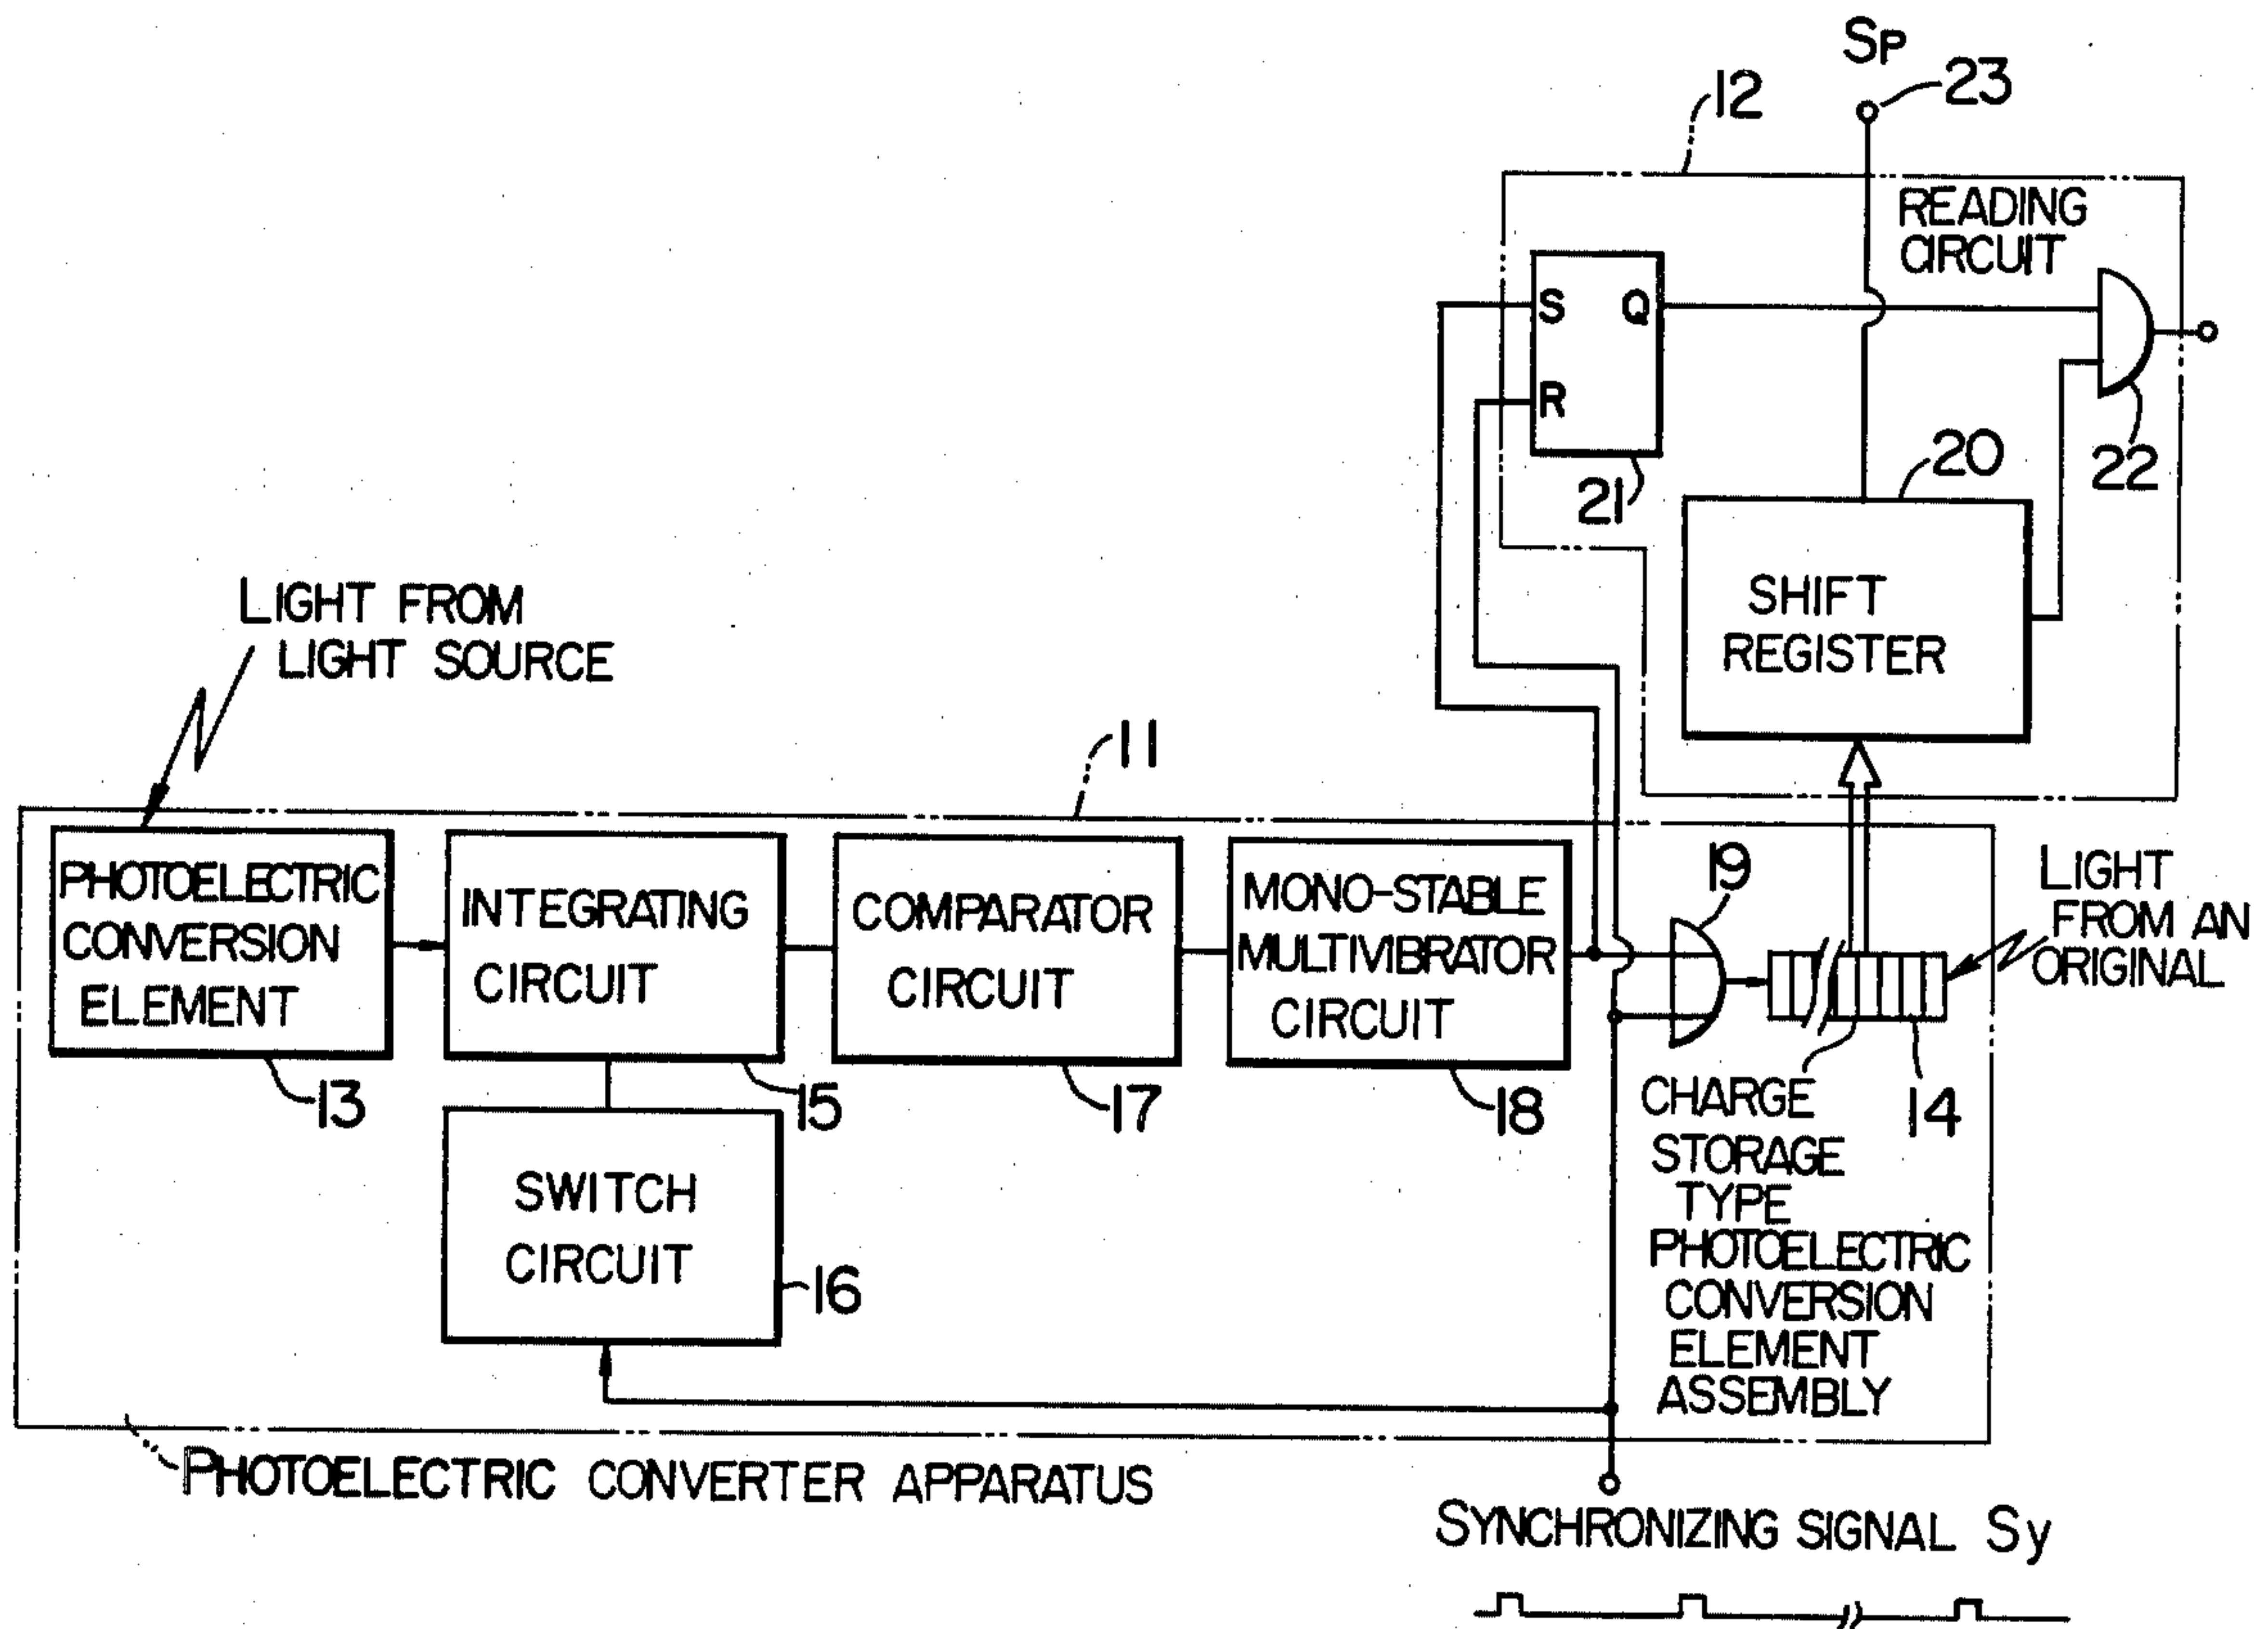 SP
23
12
READING
CIRCUIT
S Q
R
21
22
20
SHIFT
REGISTER
LIGHT FROM
LIGHT SOURCE
11
PHOTOELECTRIC
CONVERSION
ELEMENT
13
INTEGRATING
CIRCUIT
15
COMPARATOR
CIRCUIT
17
MONO-STABLE
MULTIVIBRATOR
CIRCUIT
18
19
LIGHT
FROM AN
ORIGINAL
14
CHARGE
STORAGE
TYPE
PHOTOELECTRIC
CONVERSION
ELEMENT
ASSEMBLY
SWITCH
CIRCUIT
16
PHOTOELECTRIC CONVERTER APPARATUS
SYNCHRONIZING SIGNAL Sy